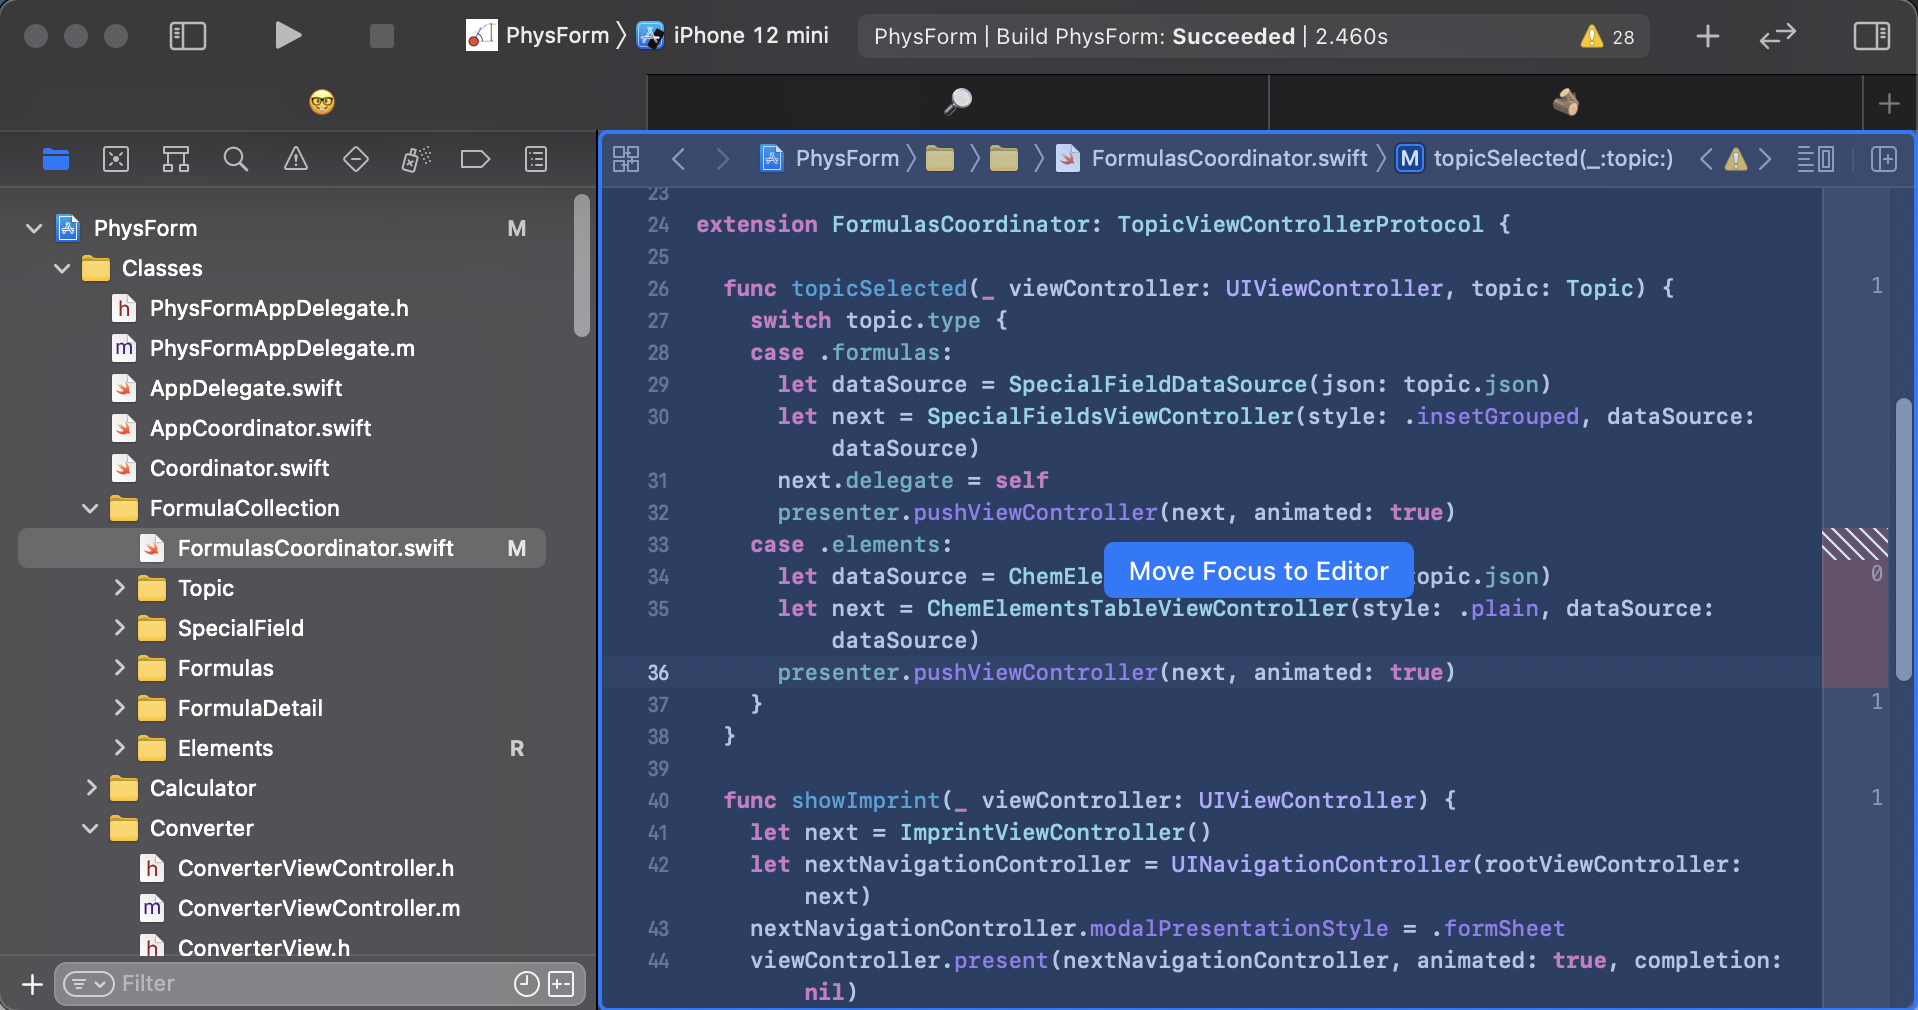 PhysForm 〉 iPhone 12 mini
PhysForm | Build PhysForm: Succeeded | 2.460s
28
PhysForm
FormulasCoordinator.swift
M topicSelected(_:topic:)
PhysForm M
Classes
h PhysFormAppDelegate.h
m PhysFormAppDelegate.m
AppDelegate.swift
AppCoordinator.swift
Coordinator.swift
FormulaCollection
FormulasCoordinator.swift M
Topic
SpecialField
Formulas
FormulaDetail
Elements R
Calculator
Converter
h ConverterViewController.h
m ConverterViewController.m
h ConverterView.h
Filter
23
24 extension FormulasCoordinator: TopicViewControllerProtocol {
25
26 func topicSelected(_ viewController: UIViewController, topic: Topic) { 1
27 switch topic.type {
28 case .formulas:
29 let dataSource = SpecialFieldDataSource(json: topic.json)
30 let next = SpecialFieldsViewController(style: .insetGrouped, dataSource:
dataSource)
31 next.delegate = self
32 presenter.pushViewController(next, animated: true)
33 case .elements:
Move Focus to Editor
34 let dataSource = ChemEle opic.json) 0
35 let next = ChemElementsTableViewController(style: .plain, dataSource:
dataSource)
36 presenter.pushViewController(next, animated: true)
37 } 1
38 }
39
40 func showImprint(_ viewController: UIViewController) { 1
41 let next = ImprintViewController()
42 let nextNavigationController = UINavigationController(rootViewController:
next)
43 nextNavigationController.modalPresentationStyle = .formSheet
44 viewController.present(nextNavigationController, animated: true, completion:
nil)